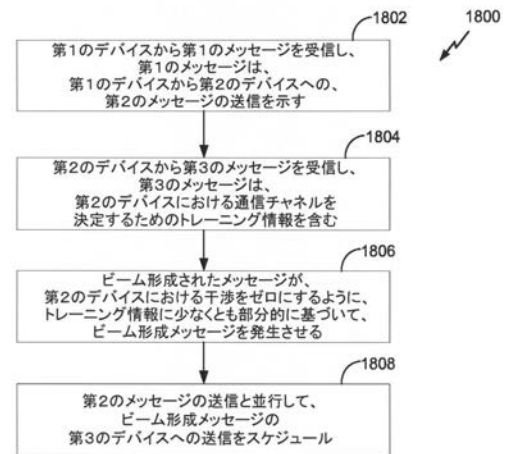 1800
1802
第1のデバイスから第1のメッセージを受信し、
第1のメッセージは、
第1のデバイスから第2のデバイスへの、
第2のメッセージの送信を示す
1804
第2のデバイスから第3のメッセージを受信し、
第3のメッセージは、
第2のデバイスにおける通信チャネルを
決定するためのトレーニング情報を含む
1806
ビーム形成されたメッセージが、
第2のデバイスにおける干渉をゼロにするように、
トレーニング情報に少なくとも部分的に基づいて、
ビーム形成メッセージを発生させる
1808
第2のメッセージの送信と並行して、
ビーム形成メッセージの
第3のデバイスへの送信をスケジュール